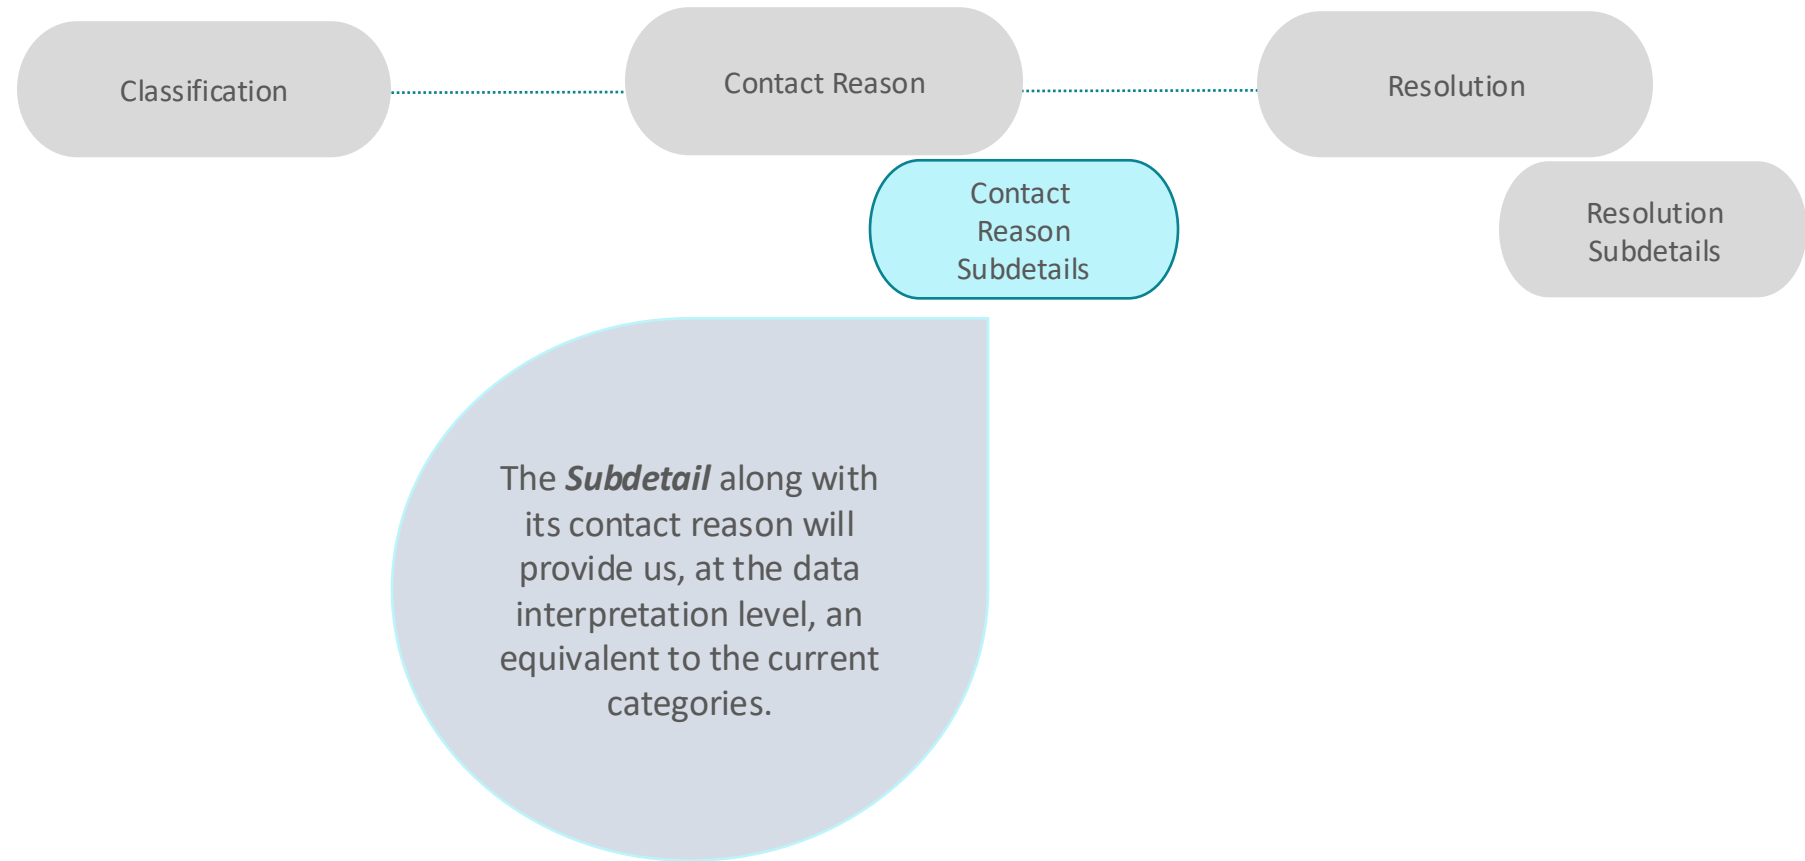 Classification
Contact Reason
Resolution
Contact
Reason
Subdetails
Resolution
Subdetails
The Subdetail along with
its contact reason will
provide us, at the data
interpretation level, an
equivalent to the current
categories.